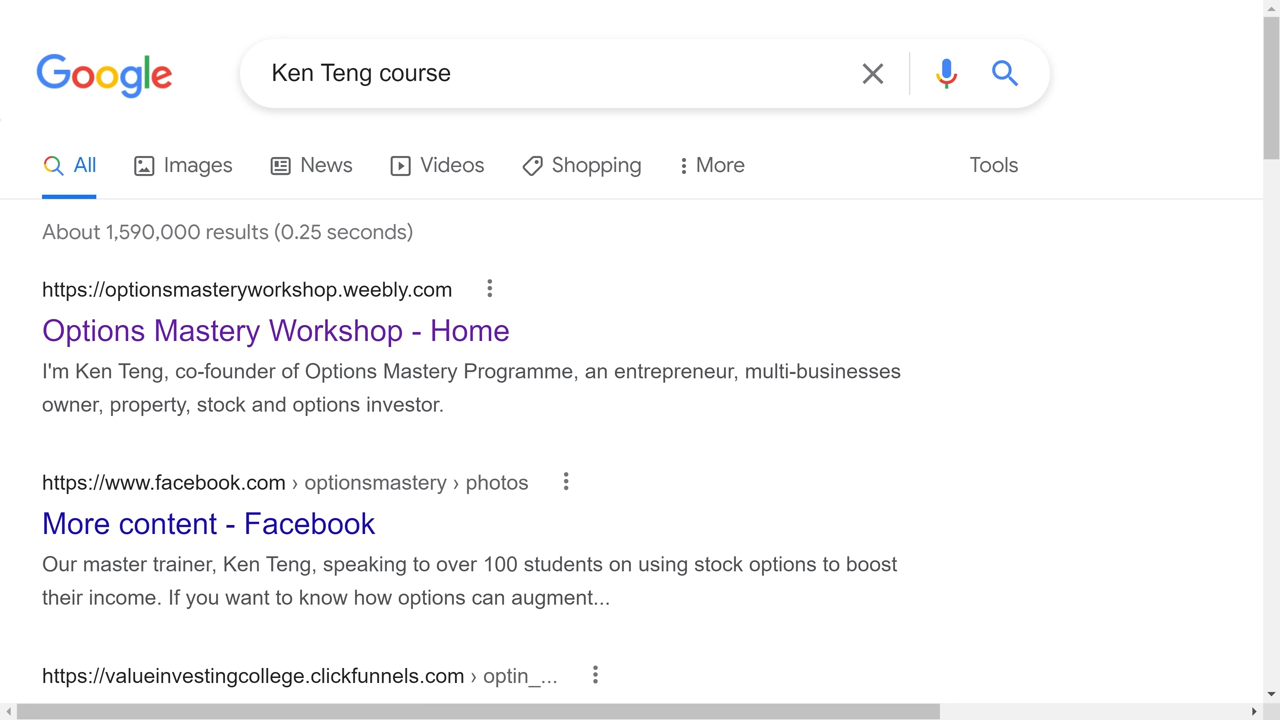 Google
Ken Teng course
All Images News Videos Shopping More Tools
About 1,590,000 results (0.25 seconds)
https://optionsmasteryworkshop.weebly.com
Options Mastery Workshop - Home
I'm Ken Teng, co-founder of Options Mastery Programme, an entrepreneur, multi-businesses
owner, property, stock and options investor.
https://www.facebook.com › optionsmastery › photos
More content - Facebook
Our master trainer, Ken Teng, speaking to over 100 students on using stock options to boost
their income. If you want to know how options can augment...
https://valueinvestingcollege.clickfunnels.com › optin_...